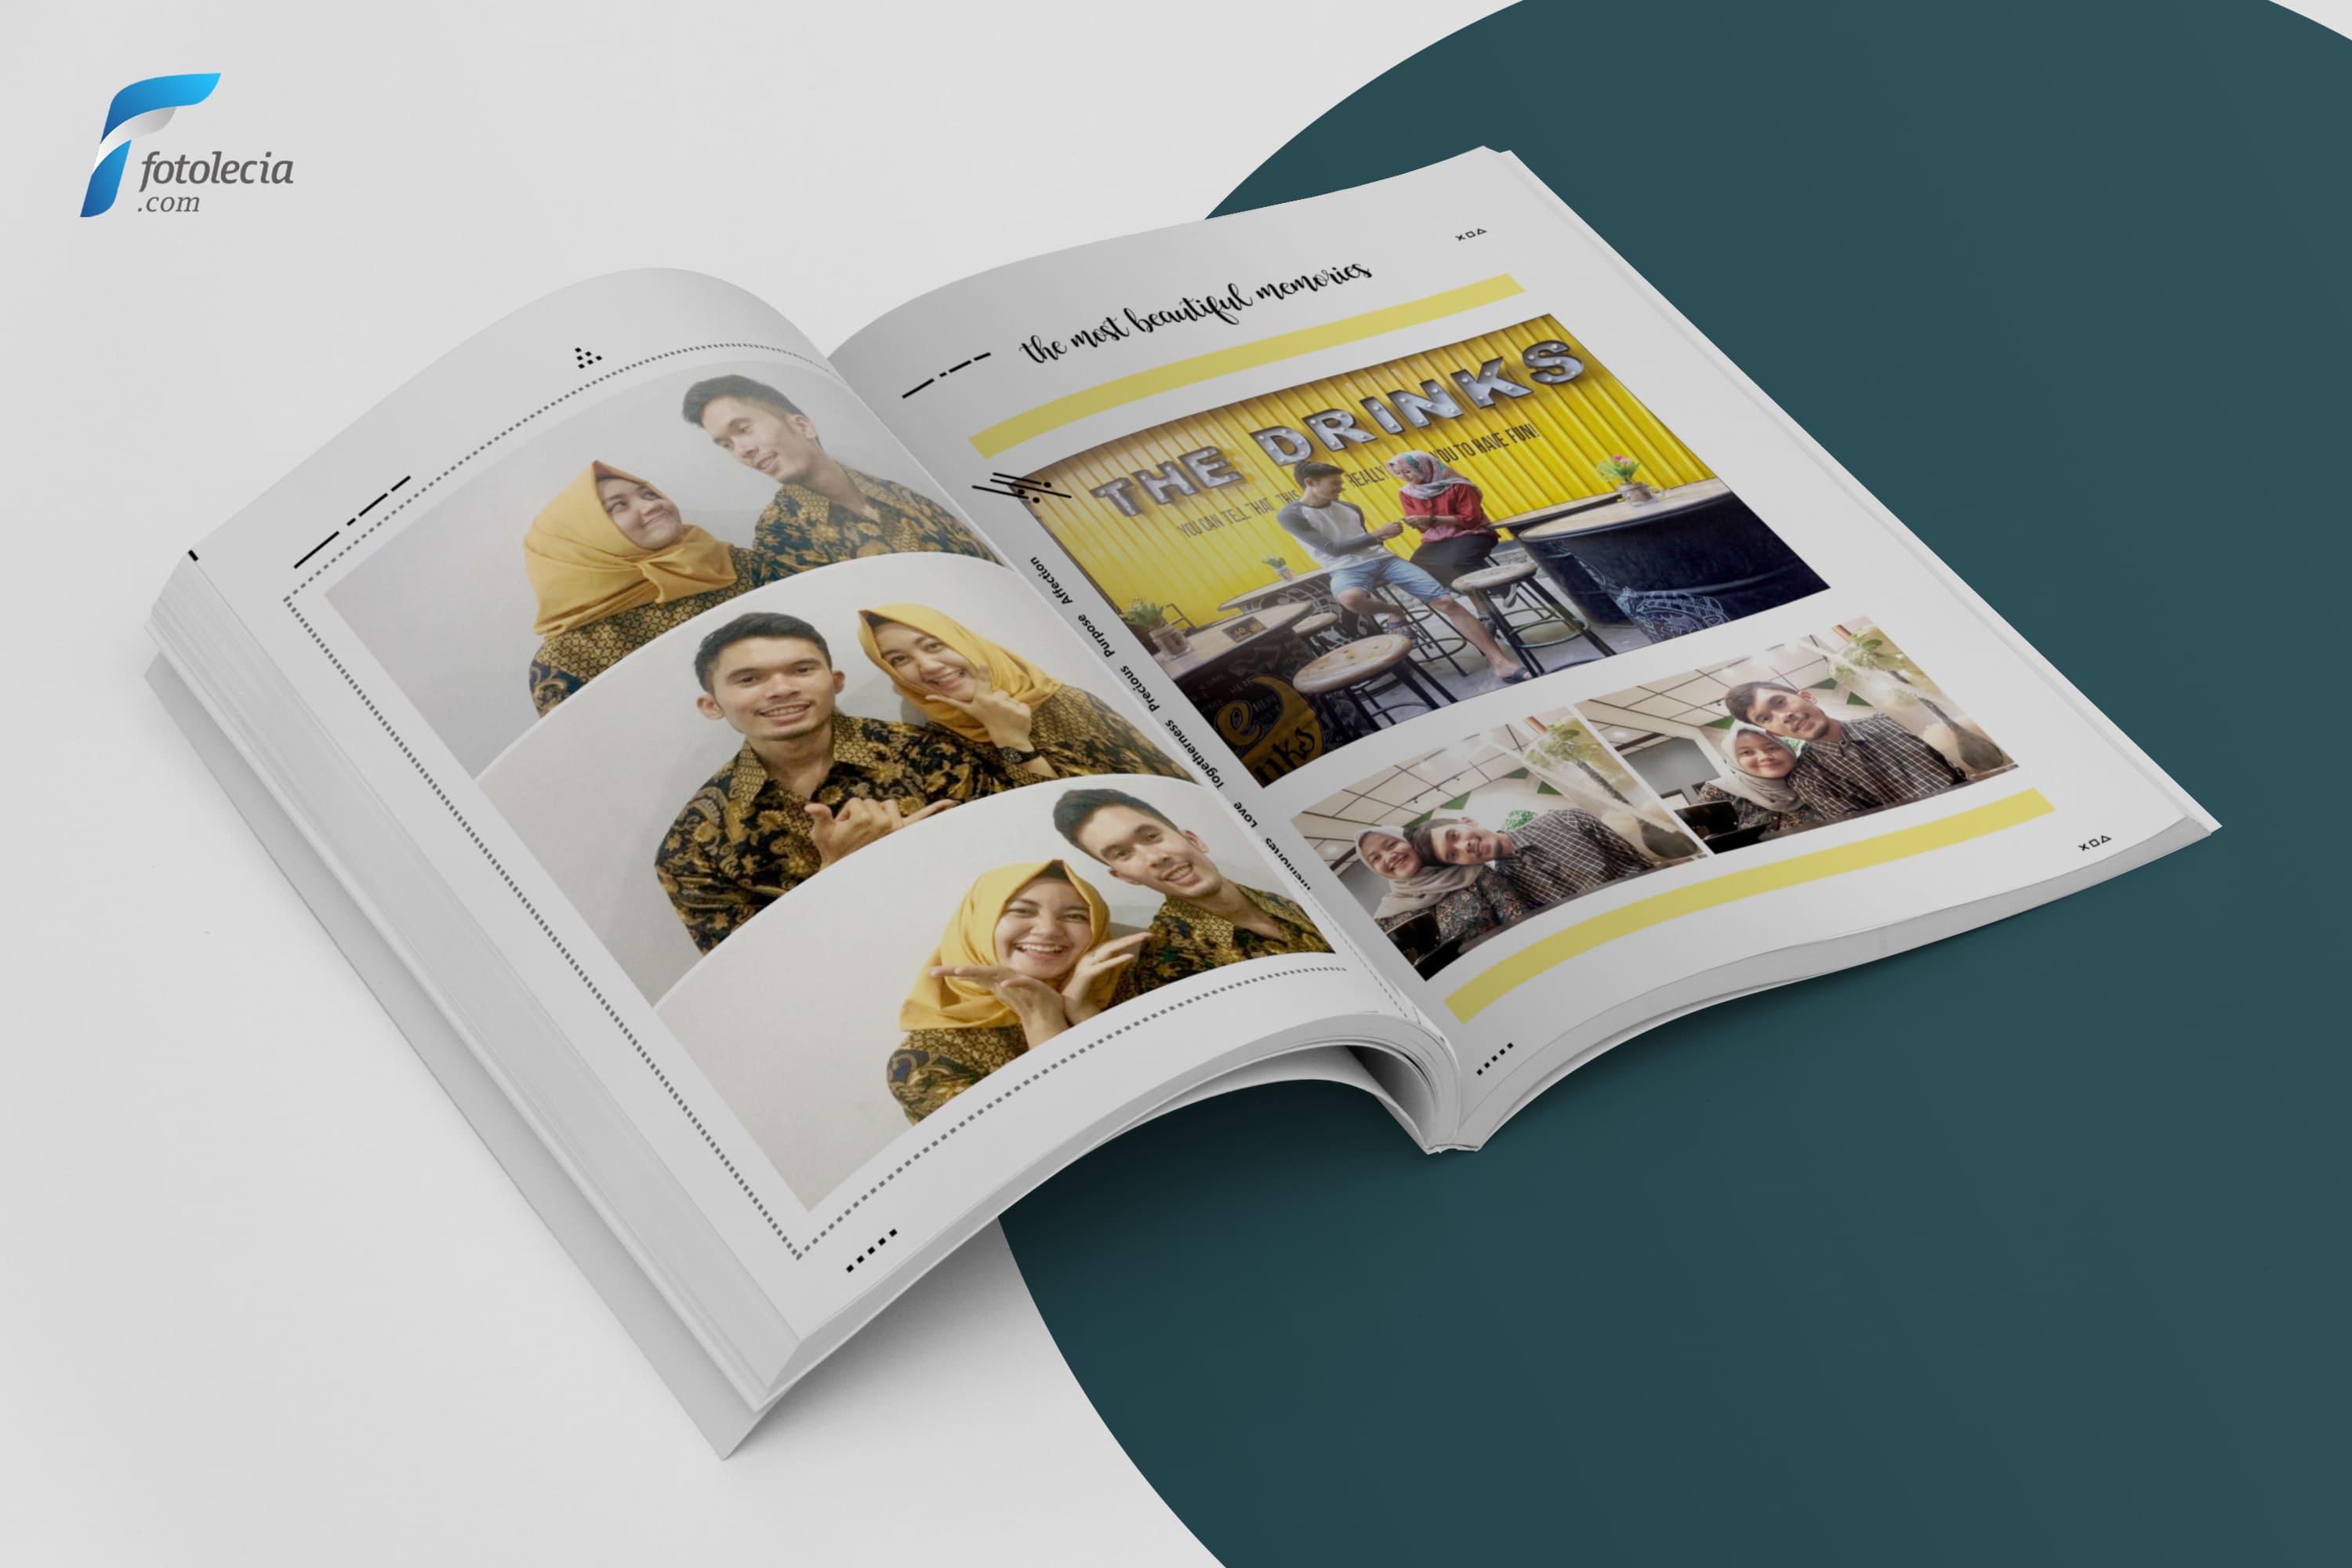 fotolecia
.com
the most beautiful memories
THE DRINKS
YOU CAN TELL THAT THIS REALLY YOU TO HAVE FUN!
Affection
Purpose
Precious
Togetherness
Love
memories